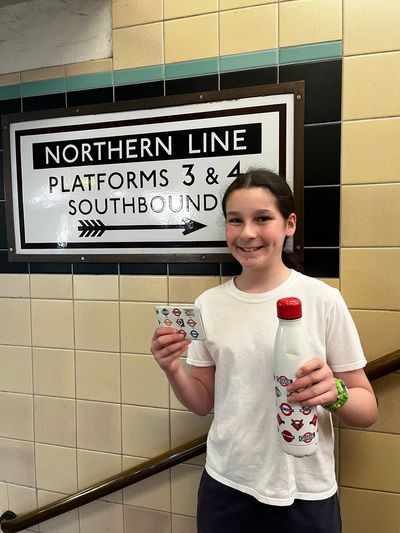 NORTHERN LINE
PLATFORMS 3 & 4
SOUTHBOUND